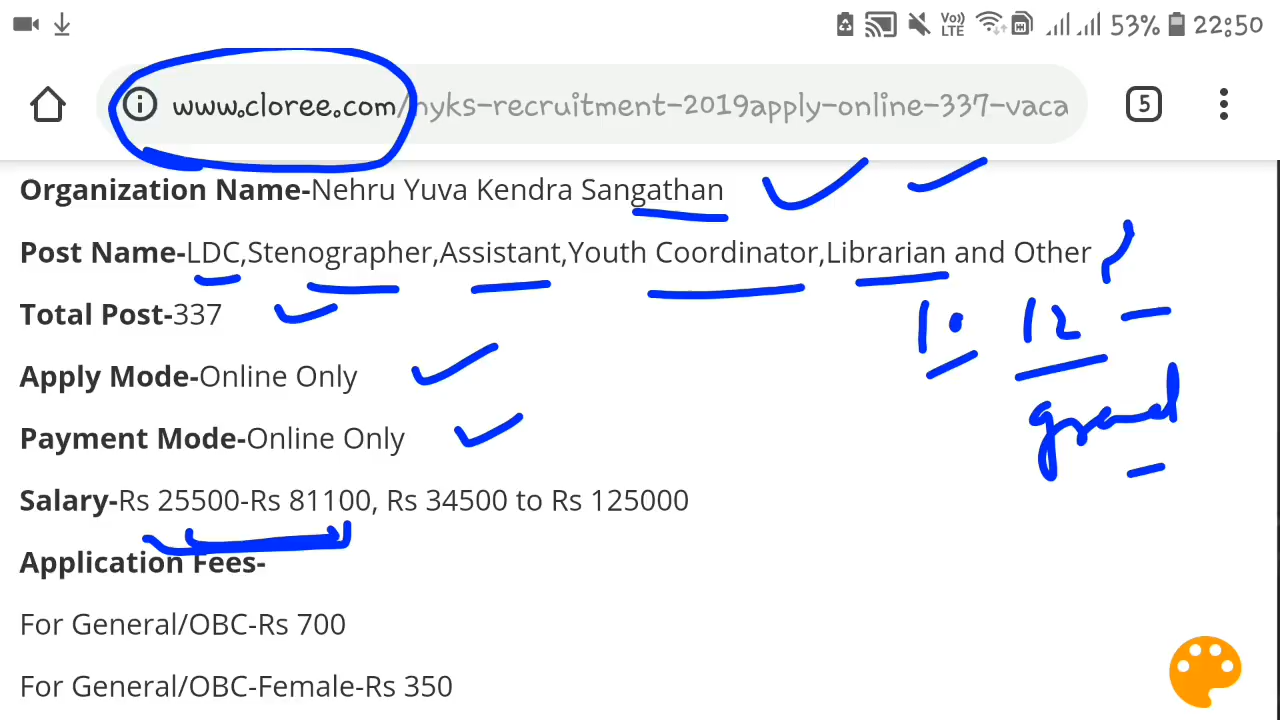 53% 22:50
www.cloree.com/nyks-recruitment-2019apply-online-337-vaca 5
Organization Name-Nehru Yuva Kendra Sangathan
Post Name-LDC,Stenographer,Assistant,Youth Coordinator,Librarian and Other
Total Post-337
10 12
Apply Mode-Online Only
grad
Payment Mode-Online Only
Salary-Rs 25500-Rs 81100, Rs 34500 to Rs 125000
Application Fees-
For General/OBC-Rs 700
For General/OBC-Female-Rs 350